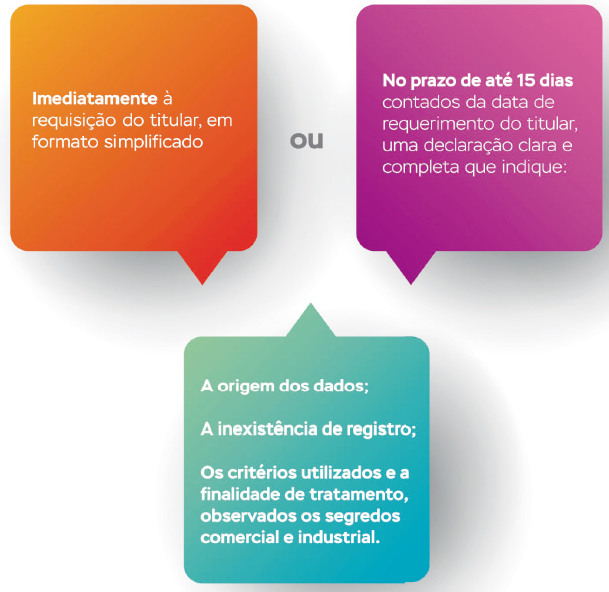 Imediatamente à
requisição do titular, em
formato simplificado
ou
No prazo de até 15 dias
contados da data de
requerimento do titular,
uma declaração clara e
completa que indique:
A origem dos dados;
A inexistência de registro;
Os critérios utilizados e a
finalidade de tratamento,
observados os segredos
comercial e industrial.